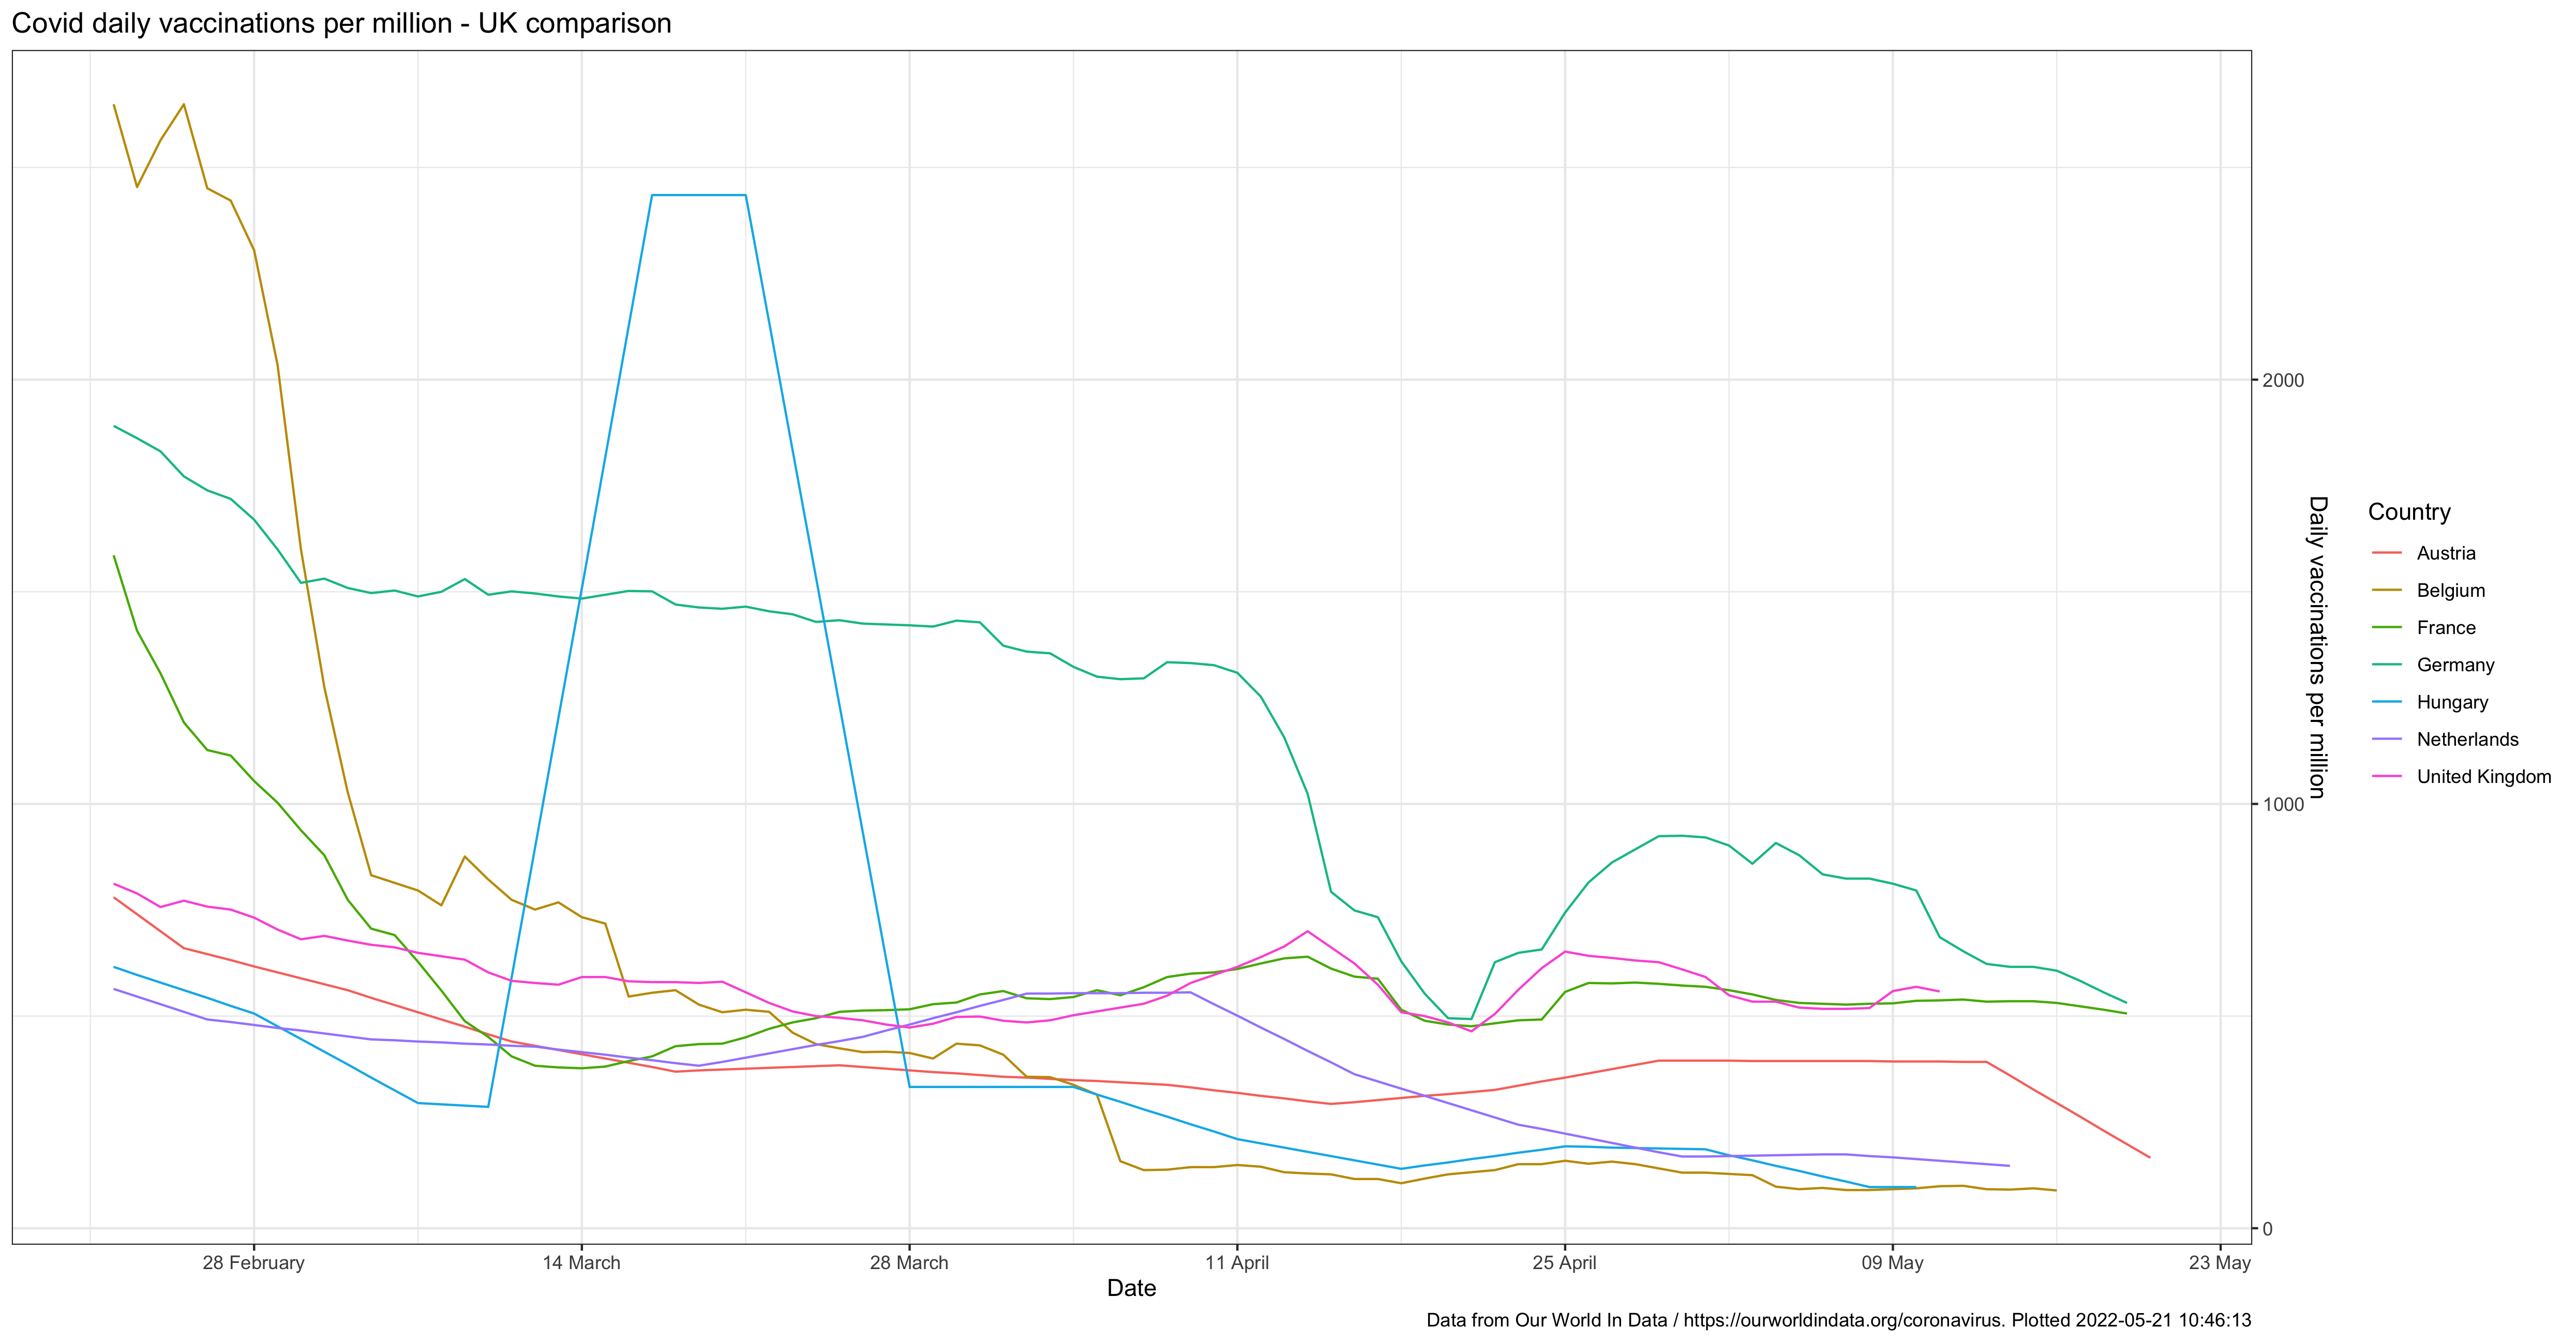 Covid daily vaccinations per million - UK comparison
2000
1000
0
Daily vaccinations per million
Country
Austria
Belgium
France
Germany
Hungary
Netherlands
United Kingdom
28 February
14 March
28 March
11 April
25 April
09 May
23 May
Date
Data from Our World In Data / https://ourworldindata.org/coronavirus. Plotted 2022-05-21 10:46:13